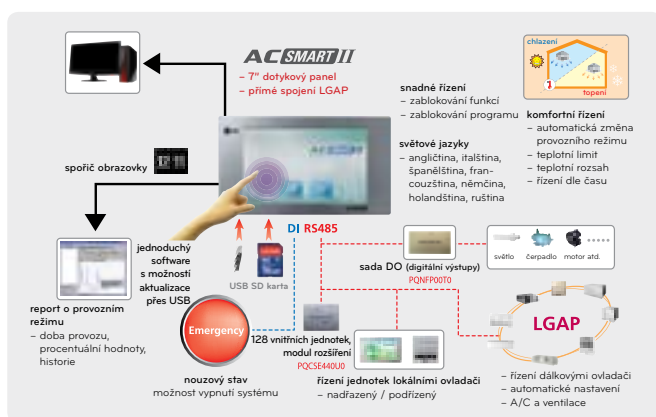 AC SMART II
– 7" dotykový panel
– přímé spojení LGAP
snadné řízení
– zablokování funkcí
– zablokování programu
světové jazyky
– angličtina, italština,
španělština, fran-
couzština, němčina,
holandština, ruština
chlazení
topení
komfortní řízení
– automatická změna
provozního režimu
– teplotní limit
– teplotní rozsah
– řízení dle času
spořič obrazovky
jednoduchý
software
s možností
aktualizace
přes USB
USB SD karta
DI RS485
sada DO (digitální výstupy)
PQNFP00T0
světlo čerpadlo motor atd.
report o provozním
režimu
– doba provozu,
procentuální hodnoty,
historie
Emergency
nouzový stav
možnost vypnutí systému
128 vnitřních jednotek,
modul rozšíření
PQCSE440U0
řízení jednotek lokálními ovladači
– nadřazený / podřízený
LGAP
– řízení dálkovými ovladači
– automatické nastavení
– A/C a ventilace